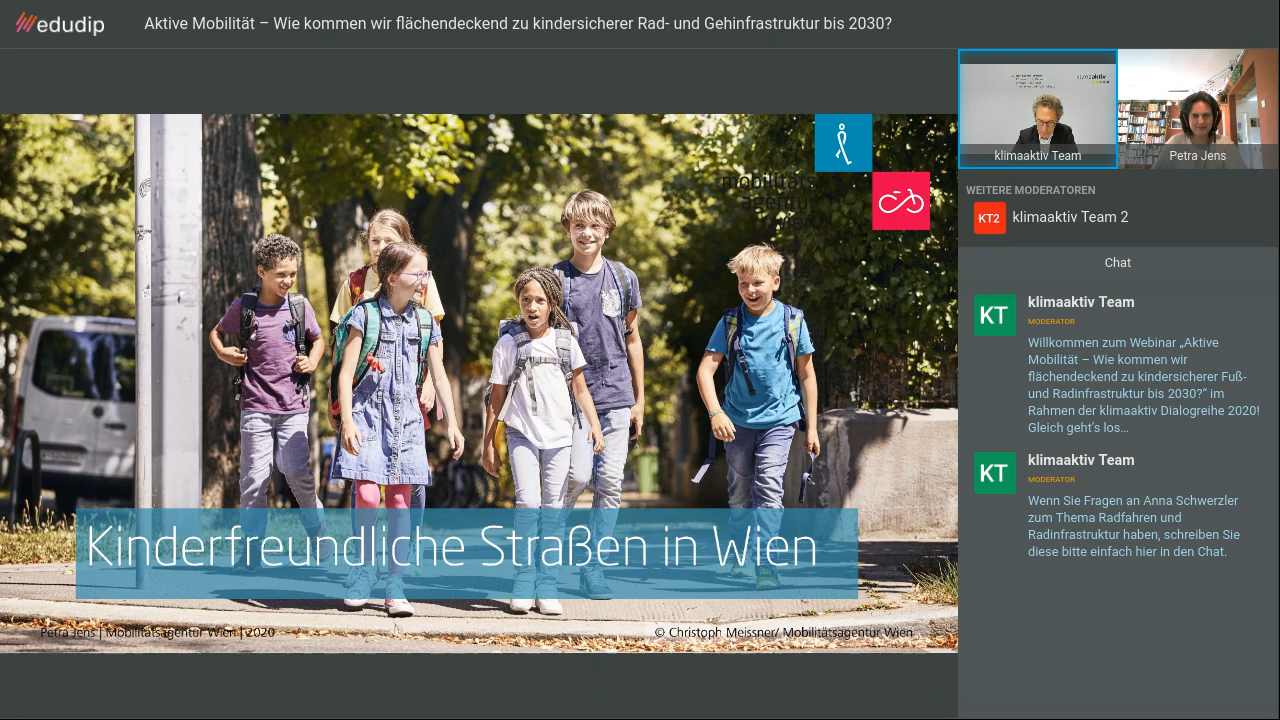 edudip
Aktive Mobilität – Wie kommen wir flächendeckend zu kindersicherer Rad- und Gehinfrastruktur bis 2030?
mobilitäts
agentur
Kinderfreundliche Straßen in Wien
Petra Jens | Mobilitätsagentur Wien | 2020
© Christoph Meissner/ Mobilitätsagentur Wien
klimaaktiv
klimaaktiv Team
Petra Jens
WEITERE MODERATOREN
KT2
klimaaktiv Team 2
Chat
KT
klimaaktiv Team
MODERATOR
Willkommen zum Webinar „Aktive
Mobilität – Wie kommen wir
flächendeckend zu kindersicherer Fuß-
und Radinfrastruktur bis 2030?" im
Rahmen der klimaaktiv Dialogreihe 2020!
Gleich geht's los…
KT
klimaaktiv Team
MODERATOR
Wenn Sie Fragen an Anna Schwerzler
zum Thema Radfahren und
Radinfrastruktur haben, schreiben Sie
diese bitte einfach hier in den Chat.